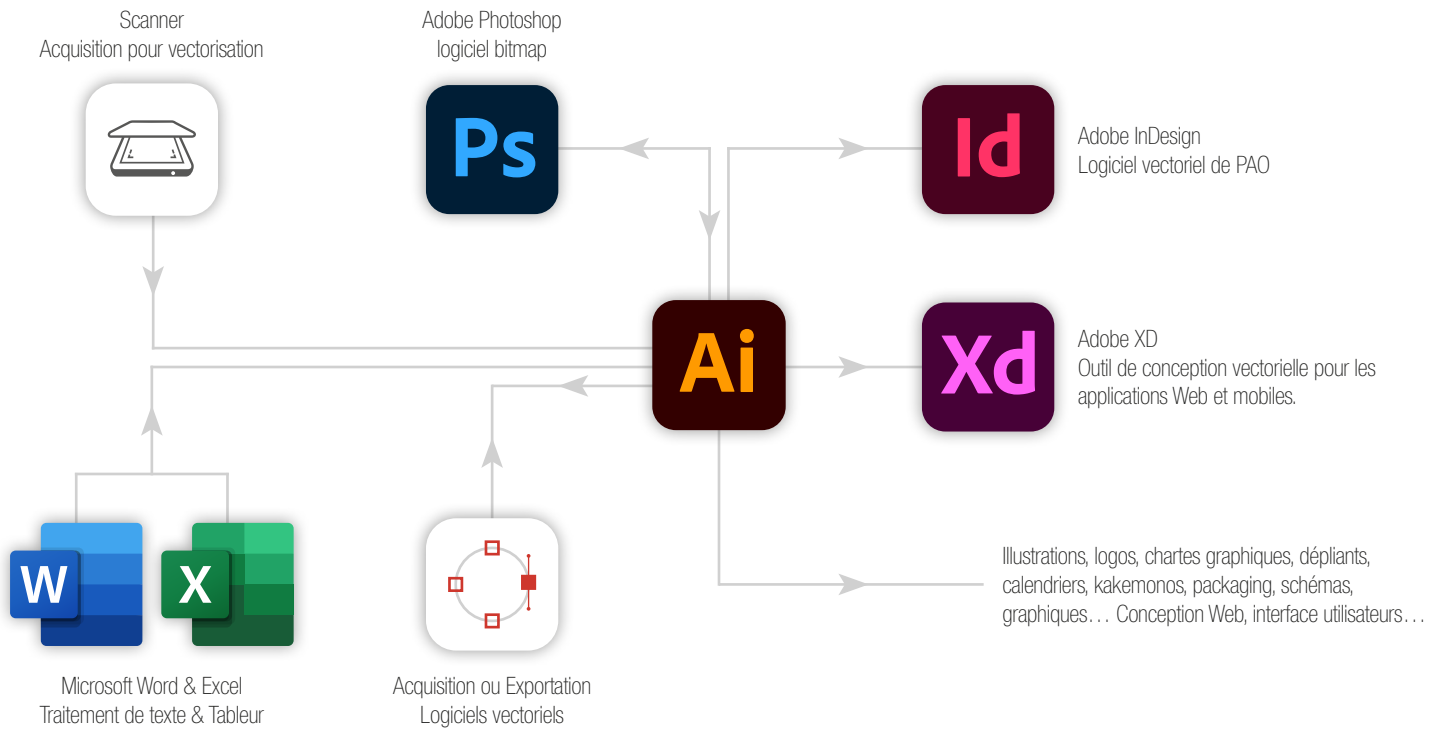 Scanner
Acquisition pour vectorisation
Adobe Photoshop
logiciel bitmap
Ps
Id
Adobe InDesign
Logiciel vectoriel de PAO
Ai
Xd
Adobe XD
Outil de conception vectorielle pour les
applications Web et mobiles.
W
X
Microsoft Word & Excel
Traitement de texte & Tableur
Acquisition ou Exportation
Logiciels vectoriels
Illustrations, logos, chartes graphiques, dépliants,
calendriers, kakemonos, packaging, schémas,
graphiques… Conception Web, interface utilisateurs…